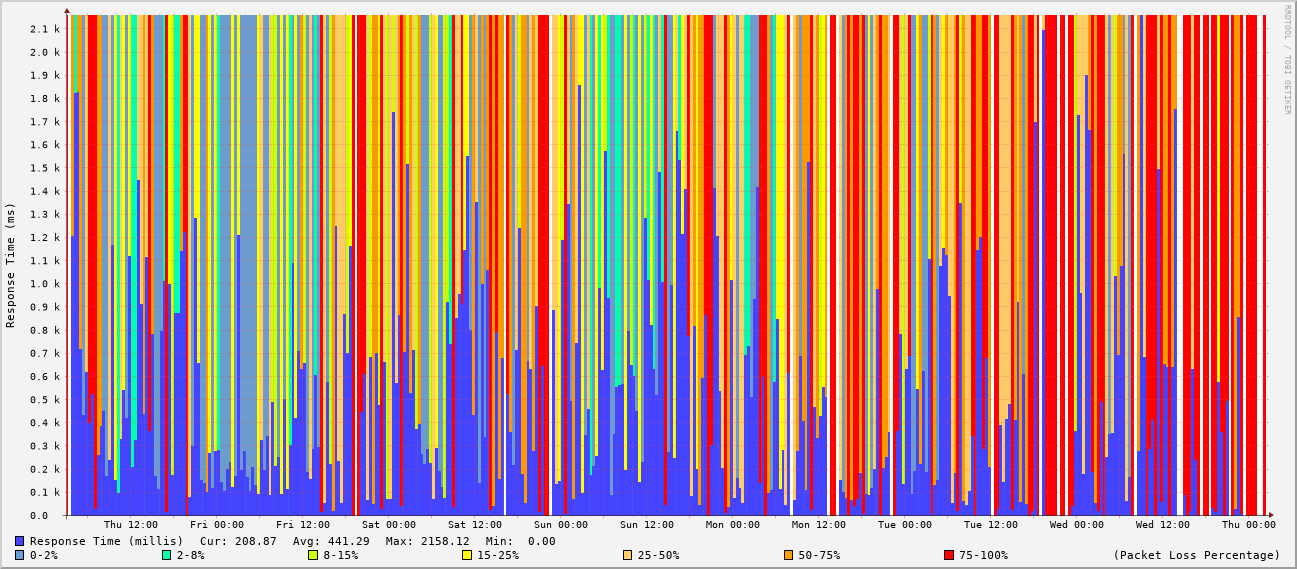 RRDTOOL / TOBI OETIKER
Response Time (ms)
2.1 k
2.0 k
1.9 k
1.8 k
1.7 k
1.6 k
1.5 k
1.4 k
1.3 k
1.2 k
1.1 k
1.0 k
0.9 k
0.8 k
0.7 k
0.6 k
0.5 k
0.4 k
0.3 k
0.2 k
0.1 k
0.0
Thu 12:00 Fri 00:00 Fri 12:00 Sat 00:00 Sat 12:00 Sun 00:00 Sun 12:00 Mon 00:00 Mon 12:00 Tue 00:00 Tue 12:00 Wed 00:00 Wed 12:00 Thu 00:00
Response Time (millis) Cur: 208.87 Avg: 441.29 Max: 2158.12 Min: 0.00
0-2% 2-8% 8-15% 15-25% 25-50% 50-75% 75-100% (Packet Loss Percentage)